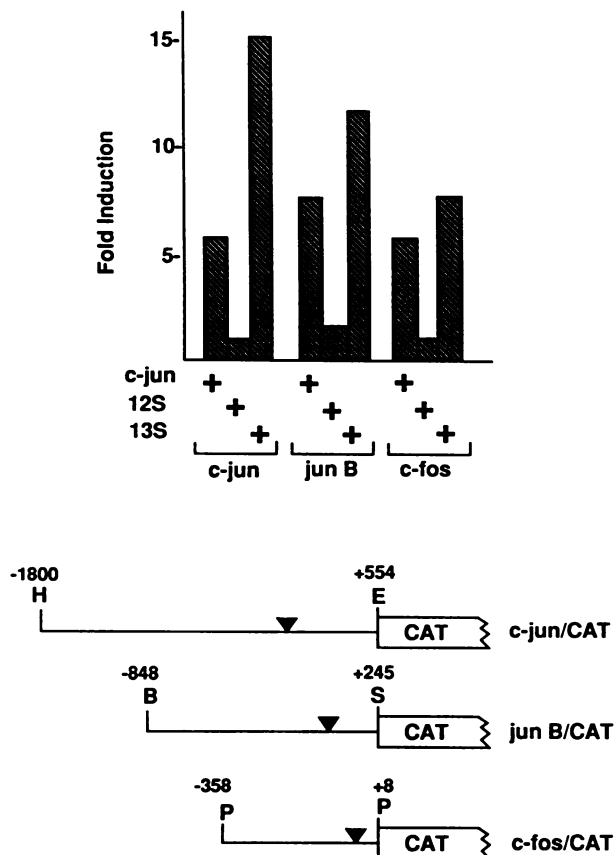 15-
10-
5-
Fold Induction
c-jun + + +
12S + + +
13S + + +
c-jun jun B c-fos
-1800 +554
H E
CAT c-jun/CAT
-848 +245
B S
CAT jun B/CAT
-358 +8
P P
CAT c-fos/CAT